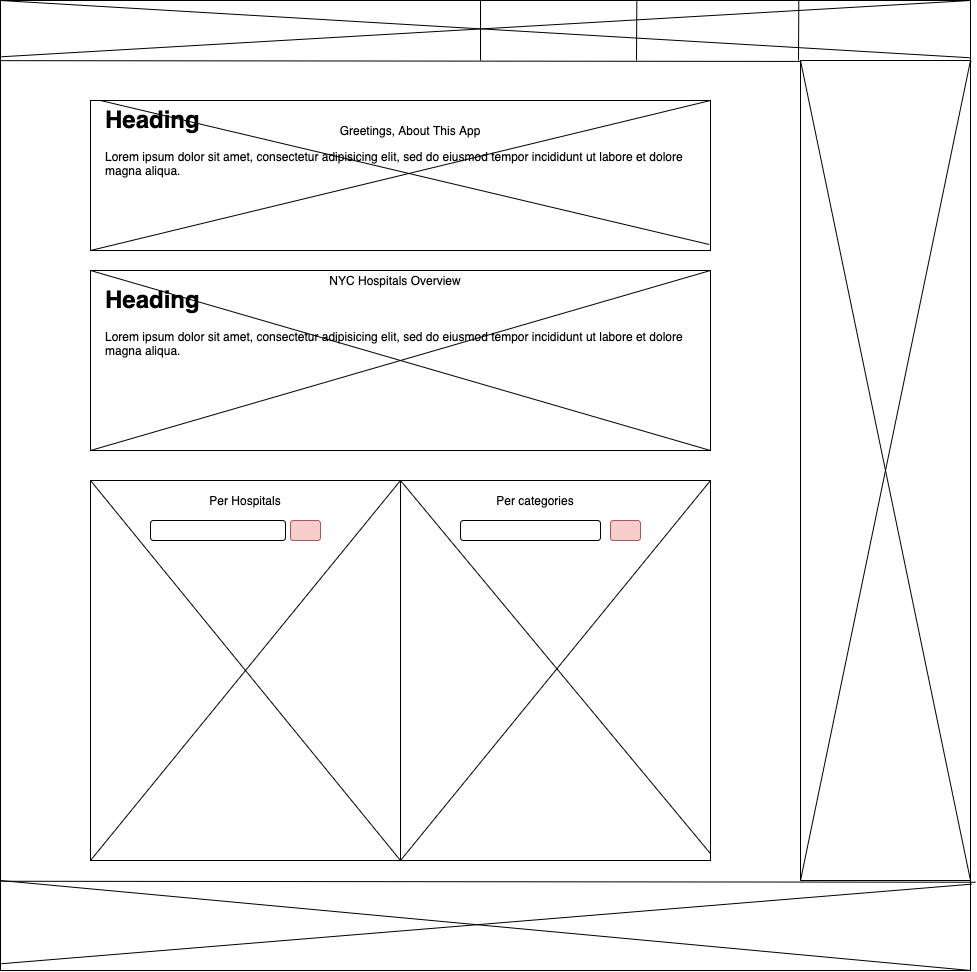 Heading
Greetings, About This App
Lorem ipsum dolor sit amet, consectetur adipisicing elit, sed do eiusmod tempor incididunt ut labore et dolore
magna aliqua.
NYC Hospitals Overview
Heading
Lorem ipsum dolor sit amet, consectetur adipisicing elit, sed do eiusmod tempor incididunt ut labore et dolore
magna aliqua.
Per Hospitals
Per categories